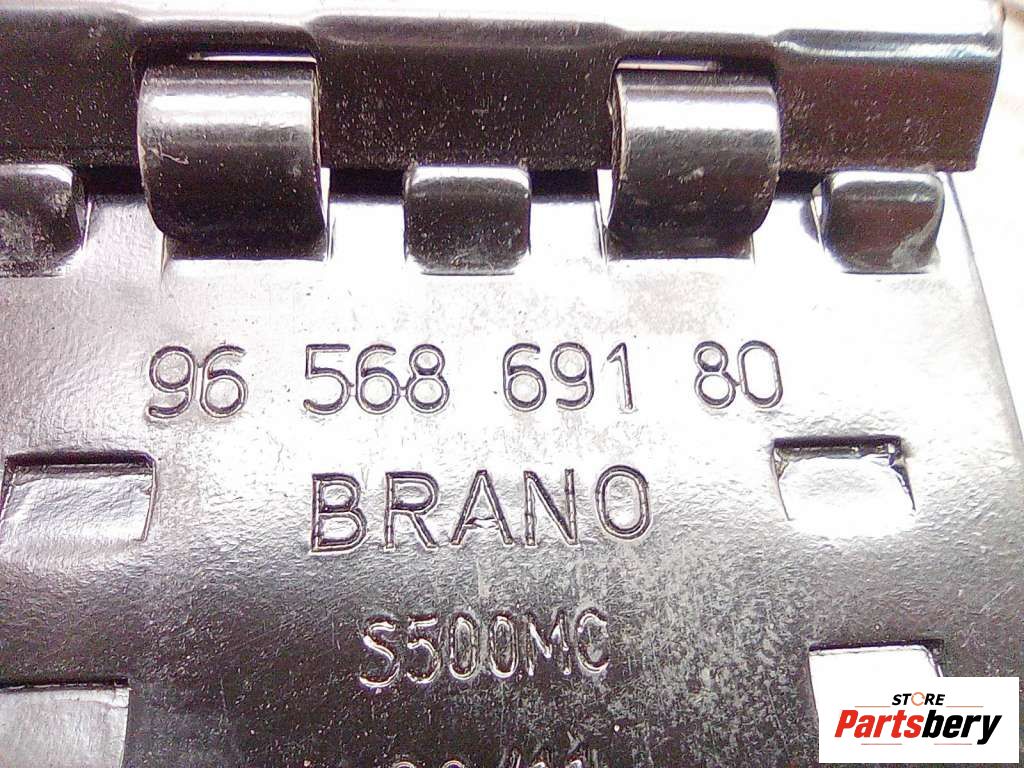 96 568 691 80
BRANO
S500MC
STORE
Partsbery